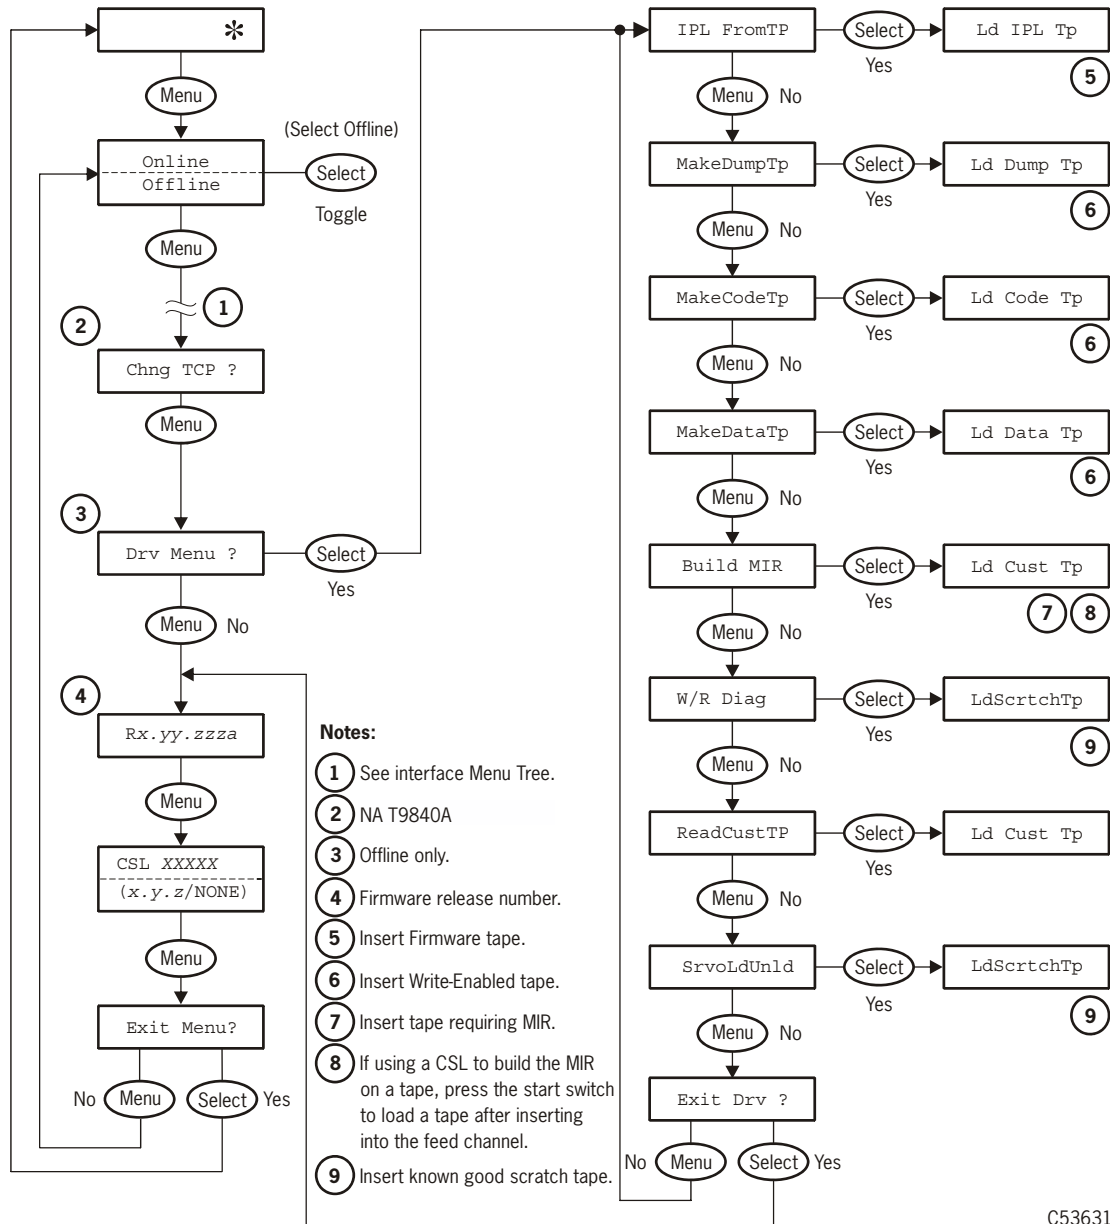 *
Menu
(Select Offline)
Online
Offline
Select
Toggle
Menu
1
2
Chng TCP ?
Menu
3
Drv Menu ?
Select
Yes
Menu No
4
Rx.yy.zzza
Menu
CSL XXXXX
(x.y.z/NONE)
Menu
Exit Menu?
No Menu
Select Yes
Notes:
1 See interface Menu Tree.
2 NA T9840A
3 Offline only.
4 Firmware release number.
5 Insert Firmware tape.
6 Insert Write-Enabled tape.
7 Insert tape requiring MIR.
8 If using a CSL to build the MIR
on a tape, press the start switch
to load a tape after inserting
into the feed channel.
9 Insert known good scratch tape.
IPL FromTP
Select
Yes
Ld IPL Tp
5
Menu No
MakeDumpTp
Select
Yes
Ld Dump Tp
6
Menu No
MakeCodeTp
Select
Yes
Ld Code Tp
6
Menu No
MakeDataTp
Select
Yes
Ld Data Tp
6
Menu No
Build MIR
Select
Yes
Ld Cust Tp
7 8
Menu No
W/R Diag
Select
Yes
LdScrtchTp
9
Menu No
ReadCustTP
Select
Yes
Ld Cust Tp
Menu No
SrvoLdUnld
Select
Yes
LdScrtchTp
9
Menu No
Exit Drv ?
No Menu
Select Yes
C53631